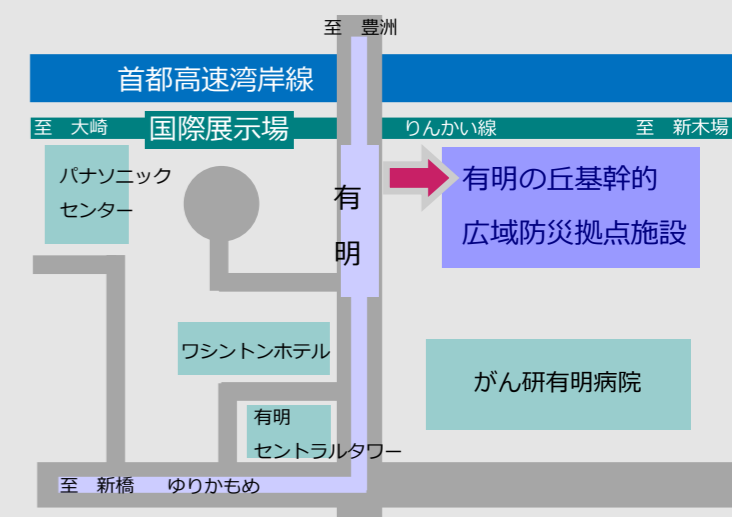 至　豊洲
首都高速湾岸線
至　大崎
国際展示場
りんかい線
至　新木場
パナソニック
センター
有
明
有明の丘基幹的
広域防災拠点施設
ワシントンホテル
がん研有明病院
有明
セントラルタワー
至　新橋
ゆりかもめ